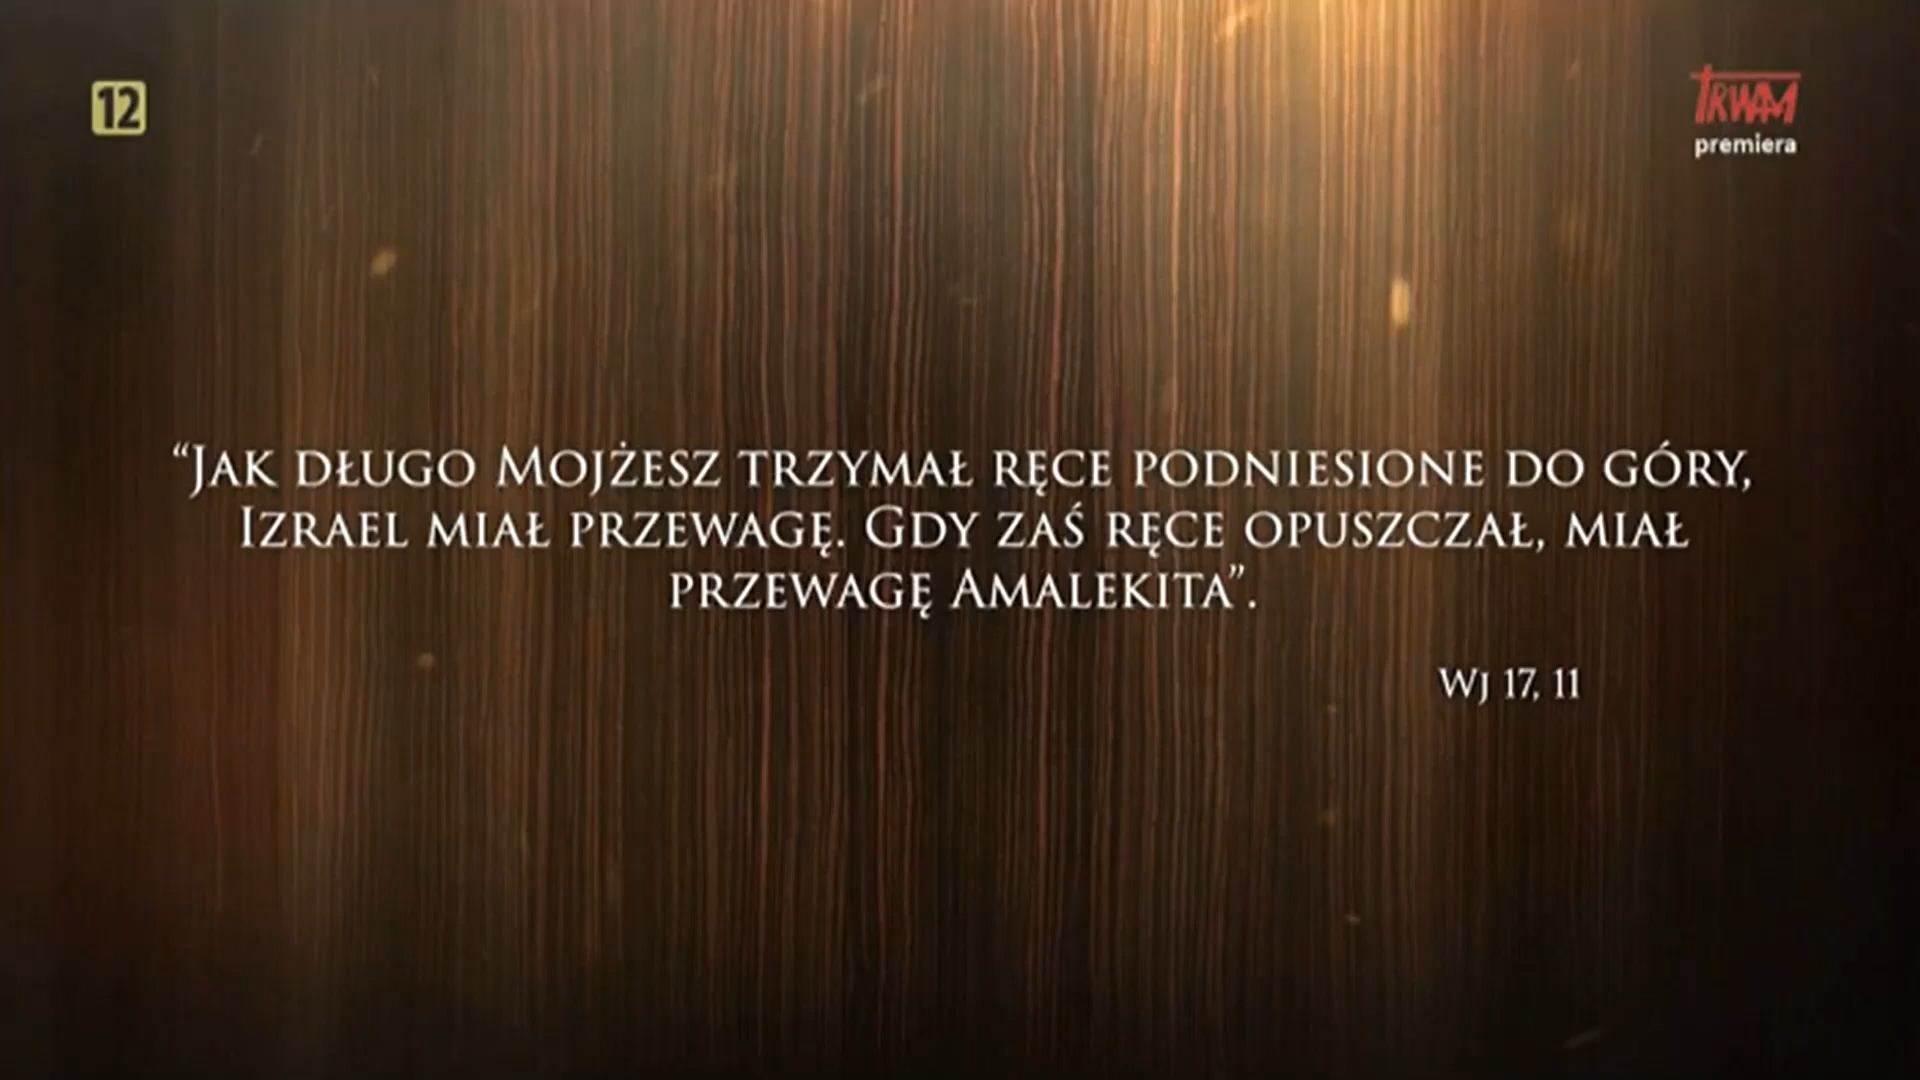 12
TRWAM
premiera
“Jak długo Mojżesz trzymał ręce podniesione do góry,
Izrael miał przewagę. Gdy zaś ręce opuszczał, miał
przewagę Amalekita”.
Wj 17, 11